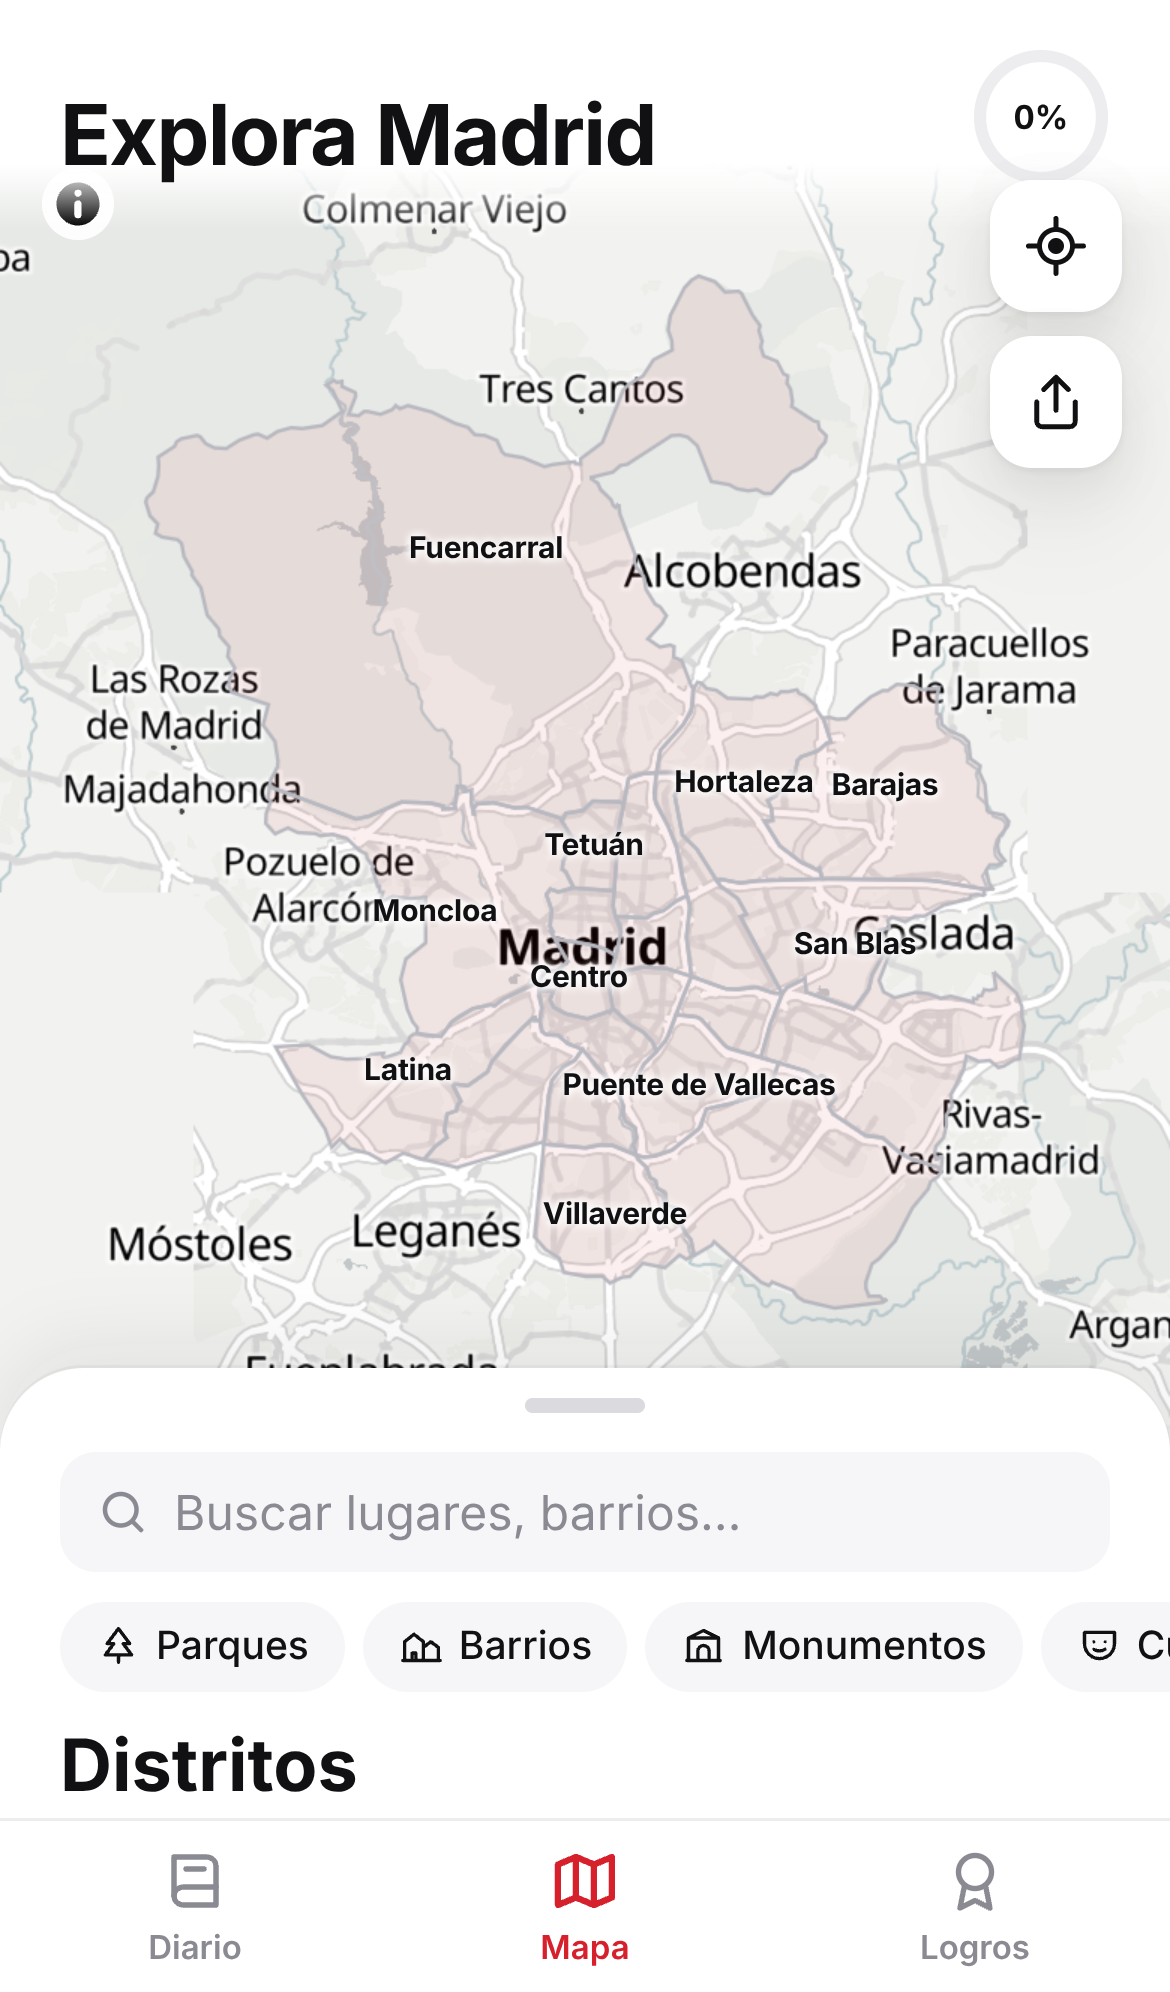 Explora Madrid
0%
Colmenar Viejo
Tres Cantos
Fuencarral
Alcobendas
Paracuellos
de Jarama
Las Rozas
de Madrid
Majadahonda
Hortaleza
Barajas
Tetuán
Pozuelo de
Alarcón
Moncloa
Madrid
Centro
San Blas
Coslada
Latina
Puente de Vallecas
Rivas-
Vaciamadrid
Villaverde
Móstoles
Leganés
Argan
Fuenlabrada
Buscar lugares, barrios...
Parques
Barrios
Monumentos
Distritos
Diario
Mapa
Logros